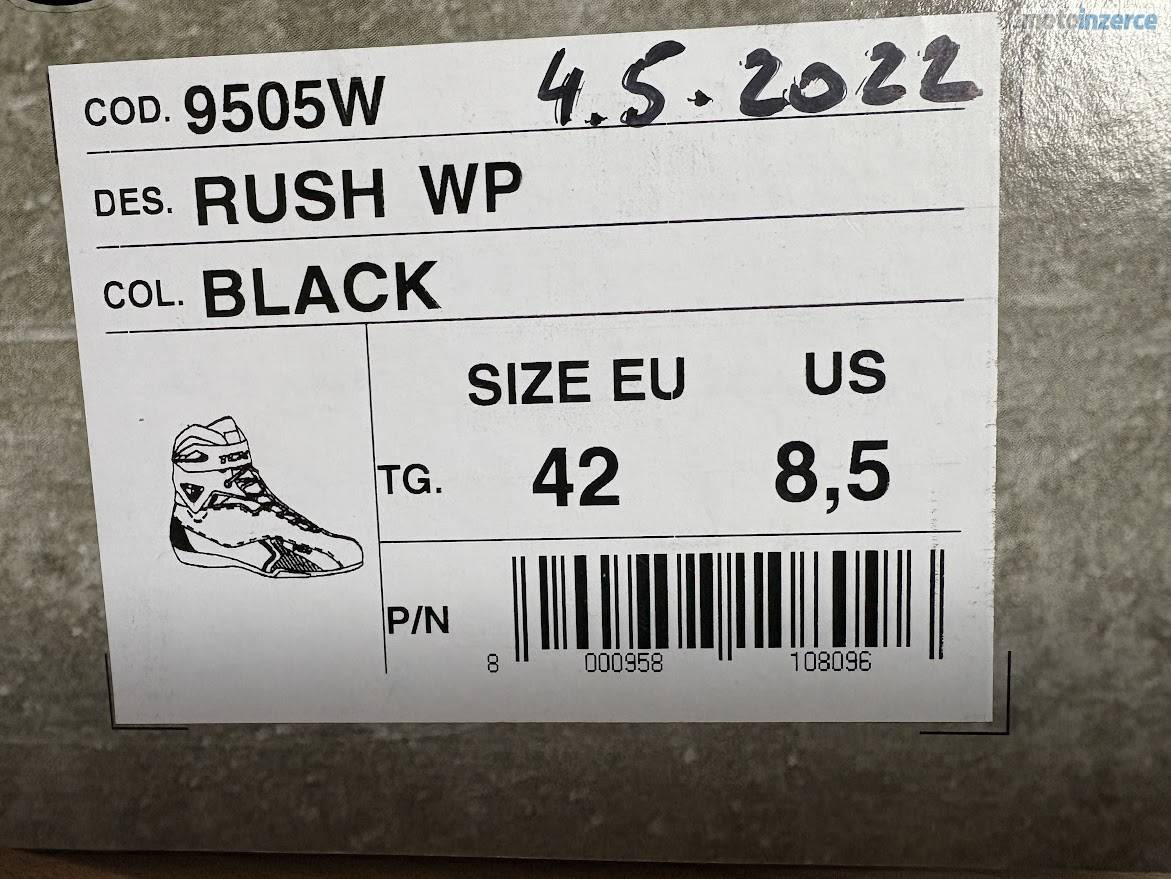 motoinzerce
COD. 9505W 4.5.2022
DES. RUSH WP
COL. BLACK
SIZE EU US
TG. 42 8,5
P/N
8 000958 108096